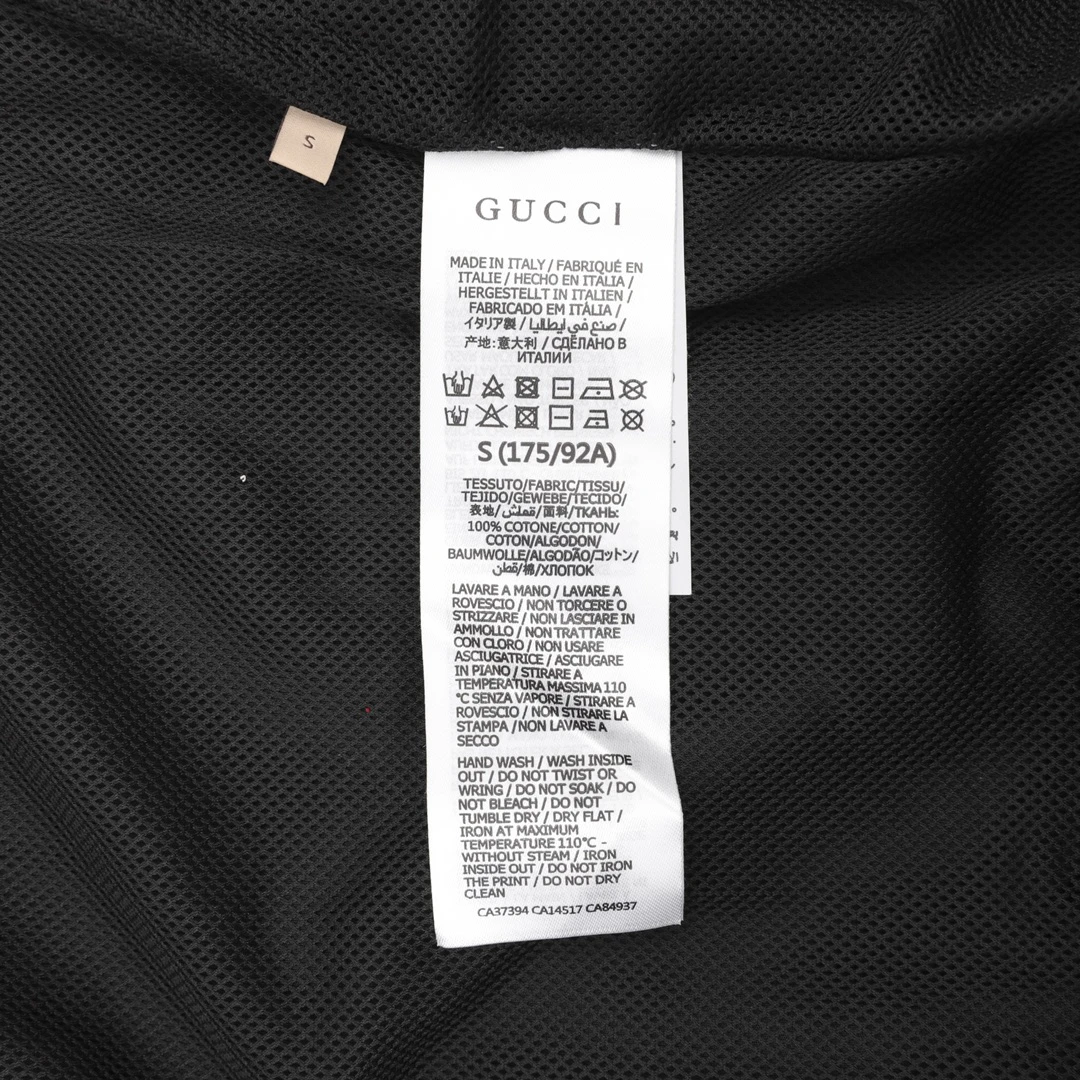 S
GUCCI
MADE IN ITALY / FABRIQUÉ EN
ITALIE / HECHO EN ITALIA /
HERGESTELLT IN ITALIEN /
FABRICADO EM ITÁLIA /
イタリア製 / صنع في إيطاليا /
产地：意大利 / СДЕЛАНО В
ИТАЛИИ
S (175/92A)
TESSUTO/FABRIC/TISSU/
TEJIDO/GEWEBE/TECIDO/
表地/قماش/面料/ТКАНЬ:
100% COTONE/COTTON/
COTON/ALGODON/
BAUMWOLLE/ALGODÃO/コットン/
قطن/棉/ХЛОПОК
LAVARE A MANO / LAVARE A
ROVESCIO / NON TORCERE O
STRIZZARE / NON LASCIARE IN
AMMOLLO / NON TRATTARE
CON CLORO / NON USARE
ASCIUGATRICE / ASCIUGARE
IN PIANO / STIRARE A
TEMPERATURA MASSIMA 110
°C SENZA VAPORE / STIRARE A
ROVESCIO / NON STIRARE LA
STAMPA /NON LAVARE A
SECCO
HAND WASH / WASH INSIDE
OUT / DO NOT TWIST OR
WRING / DO NOT SOAK / DO
NOT BLEACH / DO NOT
TUMBLE DRY / DRY FLAT /
IRON AT MAXIMUM
TEMPERATURE 110°C -
WITHOUT STEAM / IRON
INSIDE OUT / DO NOT IRON
THE PRINT / DO NOT DRY
CLEAN
CA37394 CA14517 CA84937